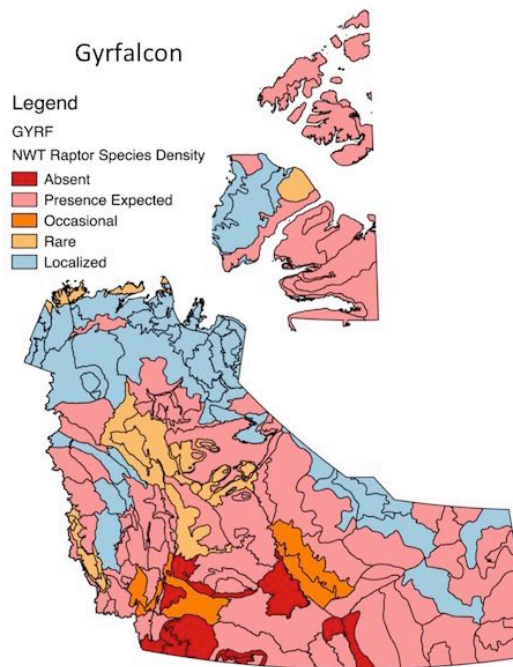 Gyrfalcon
Legend
GYRF
NWT Raptor Species Density
Absent
Presence Expected
Occasional
Rare
Localized